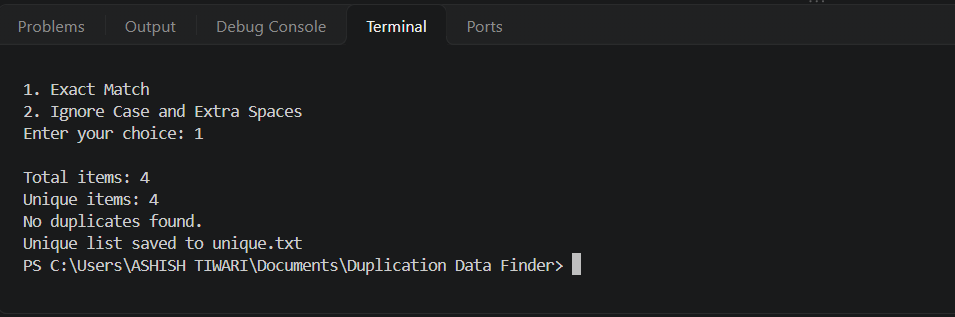 Problems Output Debug Console Terminal Ports
1. Exact Match
2. Ignore Case and Extra Spaces
Enter your choice: 1
Total items: 4
Unique items: 4
No duplicates found.
Unique list saved to unique.txt
PS C:\Users\ASHISH TIWARI\Documents\Duplication Data Finder>